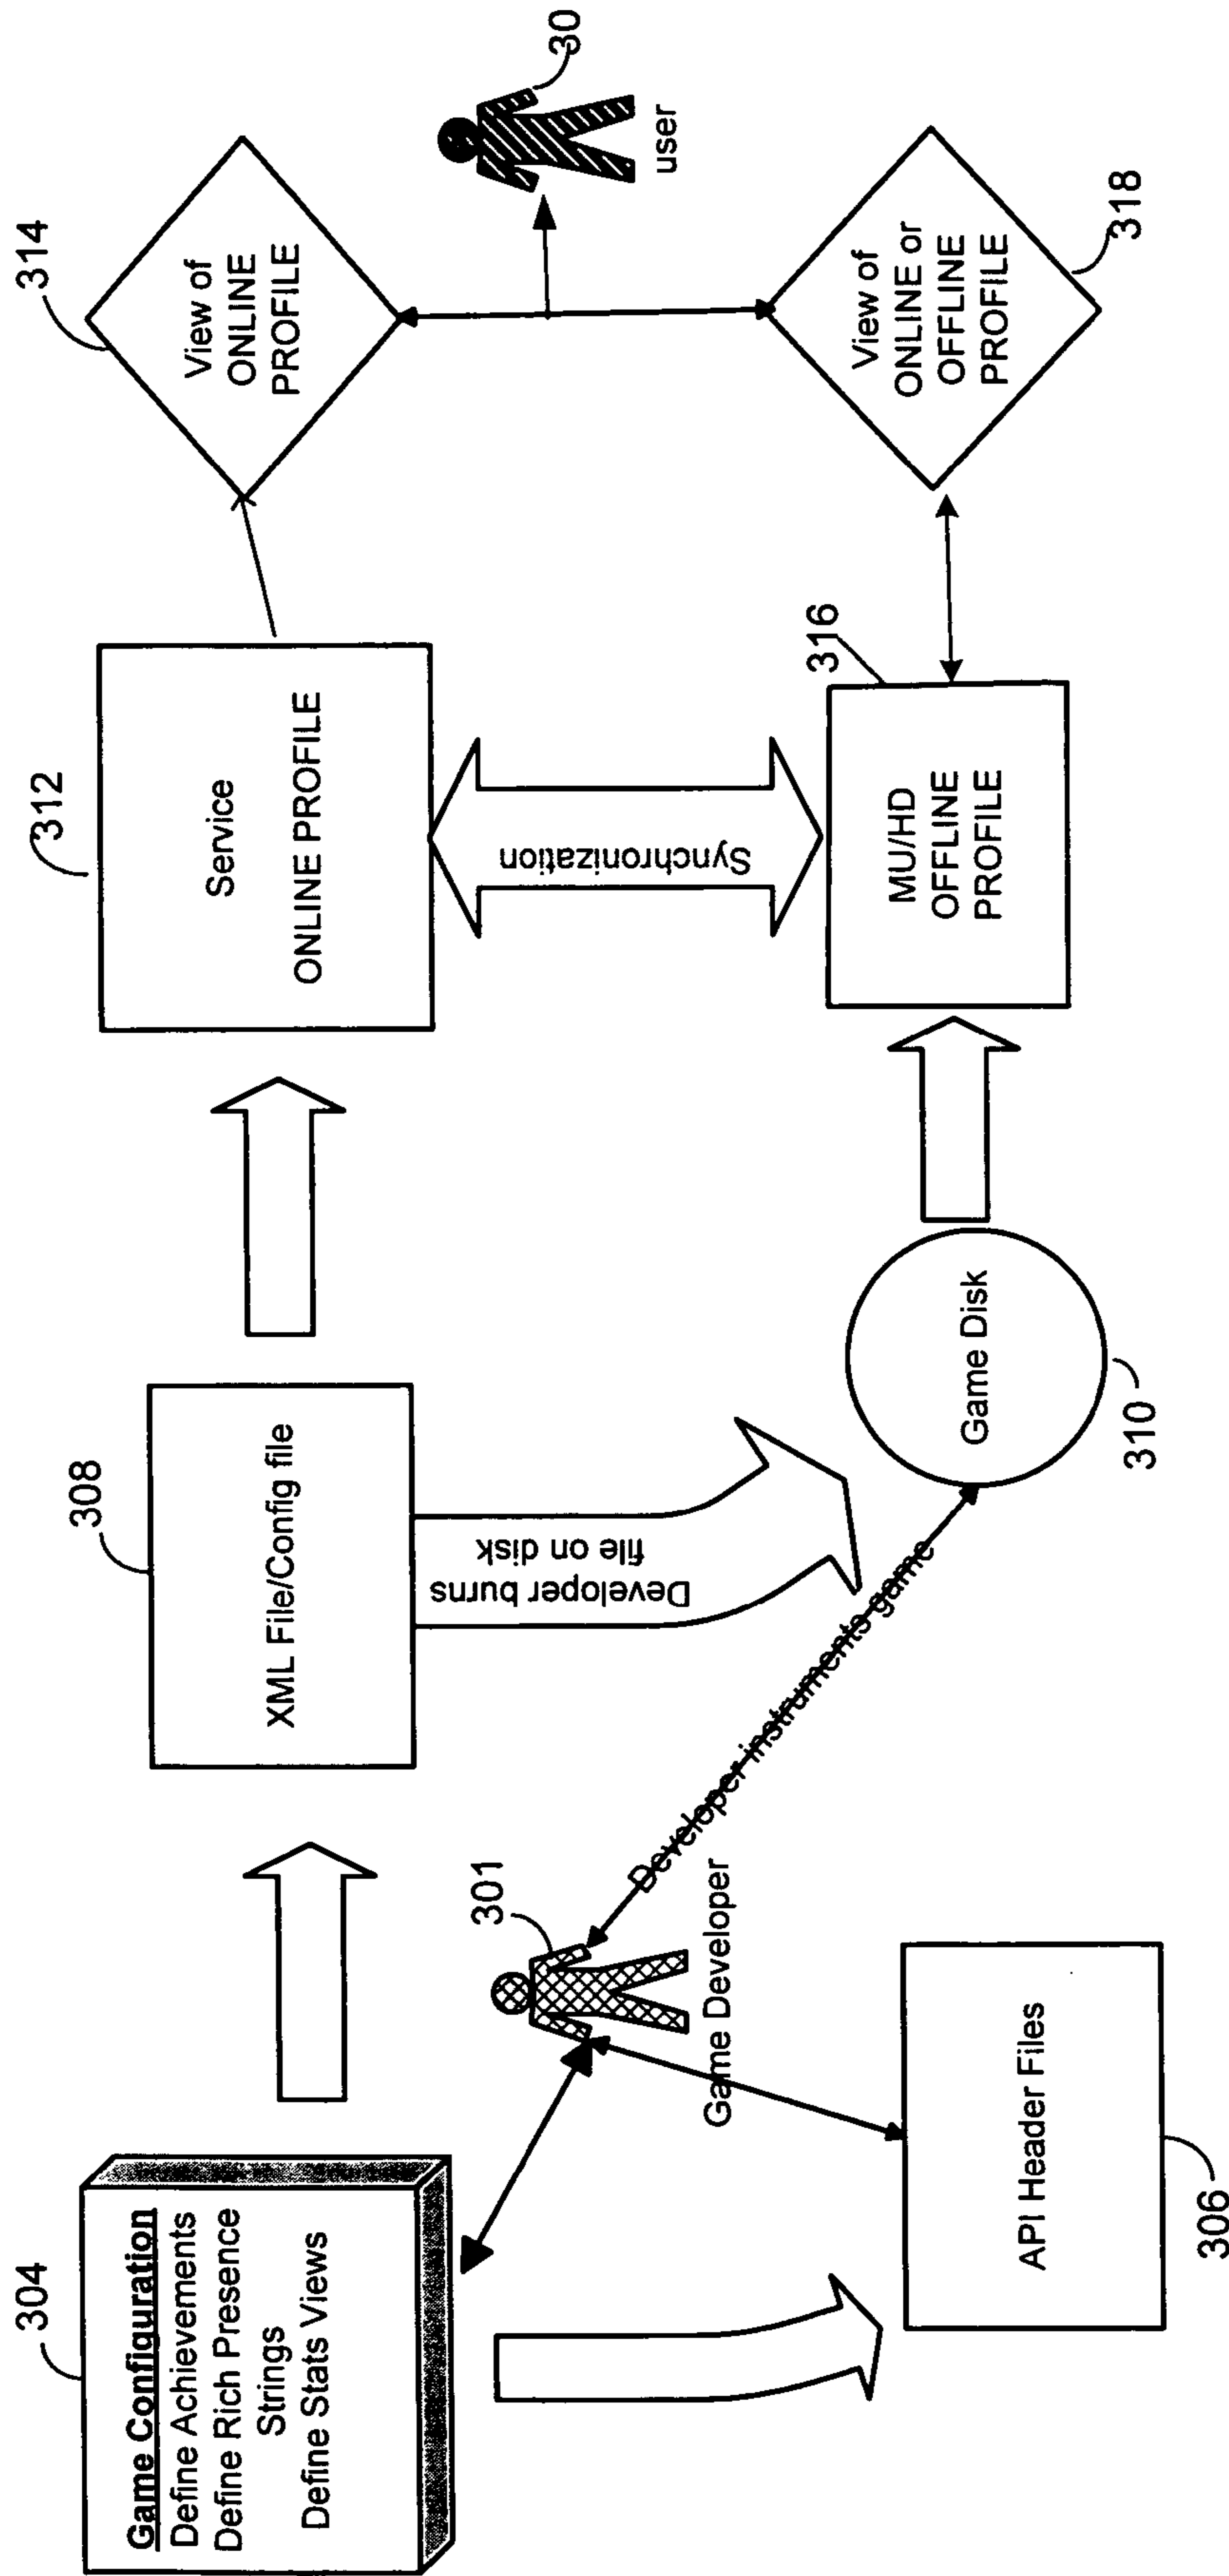 304
Game Configuration
Define Achievements
Define Rich Presence
Strings
Define Stats Views
308
XML File/Config file
312
Service
ONLINE PROFILE
314
View of
ONLINE
PROFILE
301
Game Developer
Developer burns
file on disk
Developer instruments game
Synchronization
30
user
API Header Files
306
Game Disk
310
316
MU/HD
OFFLINE
PROFILE
View of
ONLINE or
OFFLINE
PROFILE
318